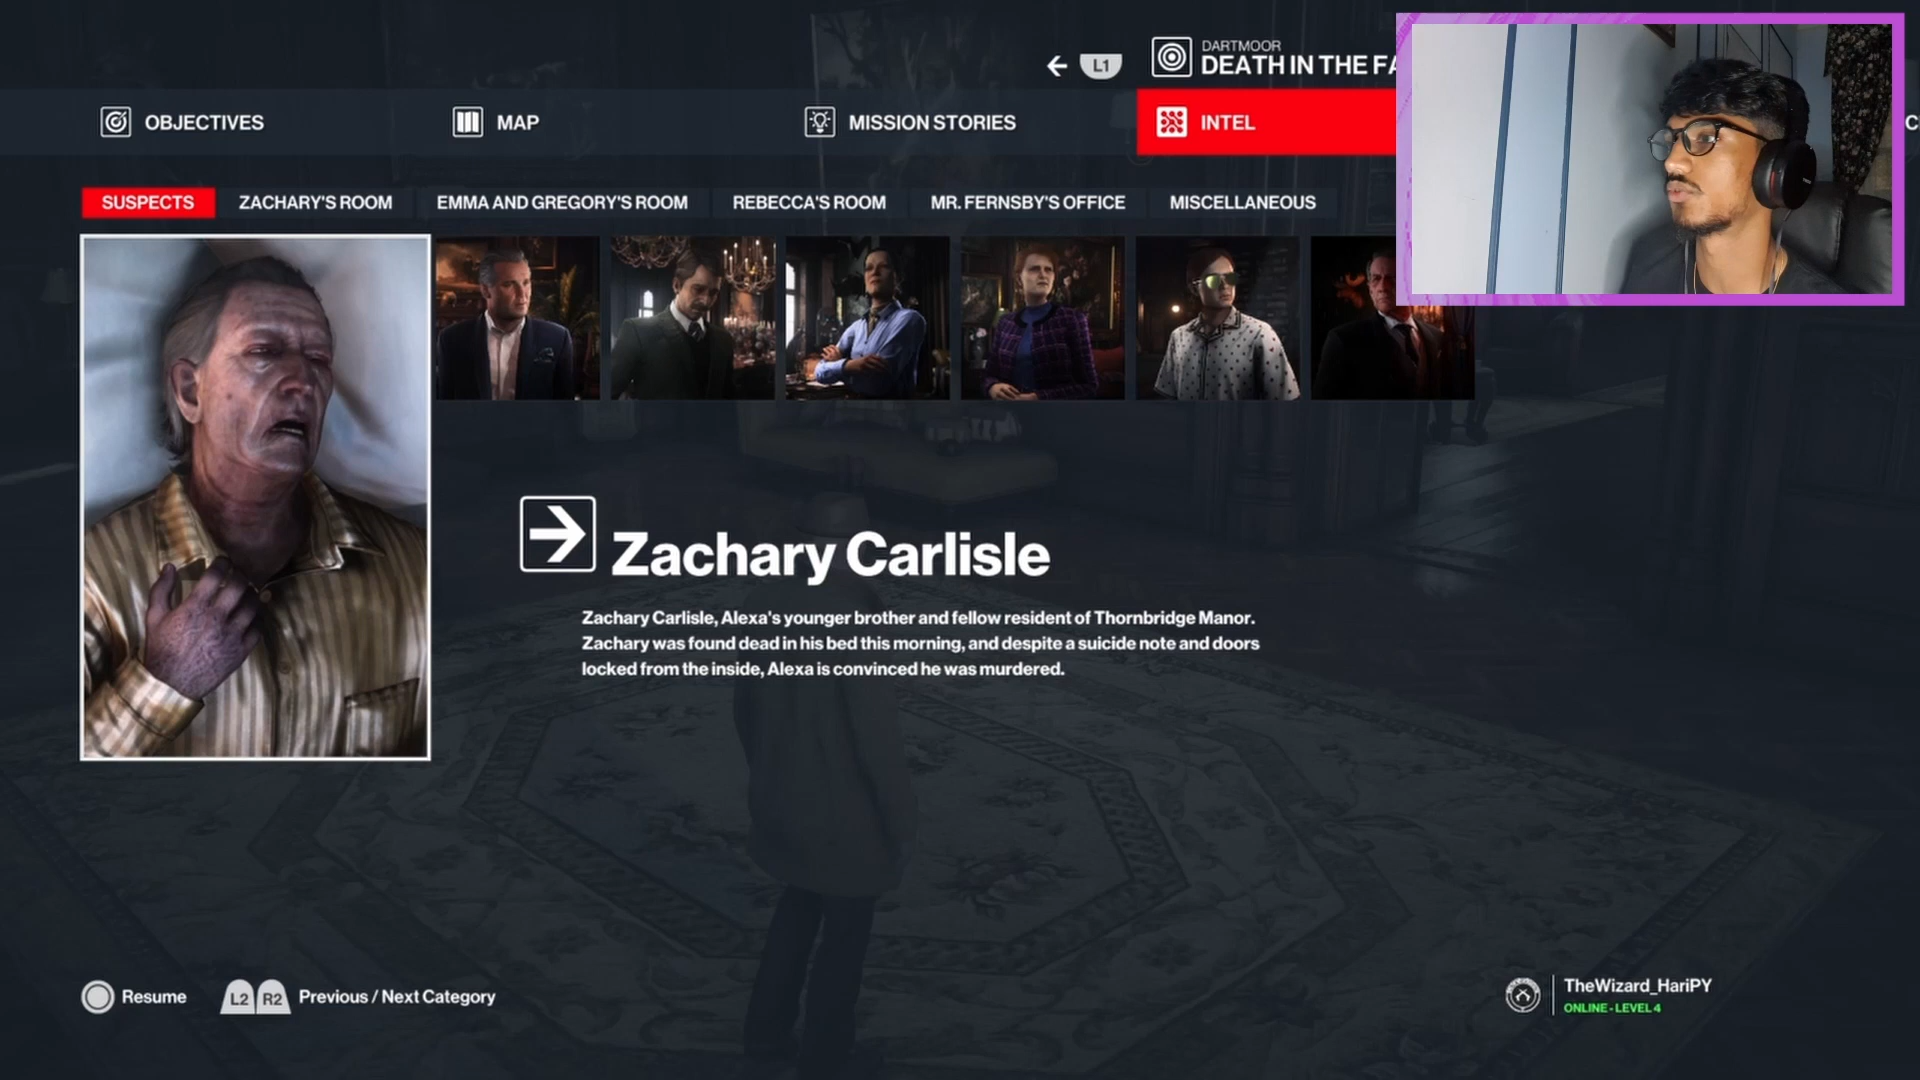 L1
DARTMOOR
DEATH IN THE FA
OBJECTIVES
MAP
MISSION STORIES
INTEL
C
SUSPECTS
ZACHARY'S ROOM
EMMA AND GREGORY'S ROOM
REBECCA'S ROOM
MR. FERNSBY'S OFFICE
MISCELLANEOUS
Zachary Carlisle
Zachary Carlisle, Alexa's younger brother and fellow resident of Thornbridge Manor.
Zachary was found dead in his bed this morning, and despite a suicide note and doors
locked from the inside, Alexa is convinced he was murdered.
Resume
L2 R2 Previous / Next Category
TheWizard_HariPY
ONLINE - LEVEL 4